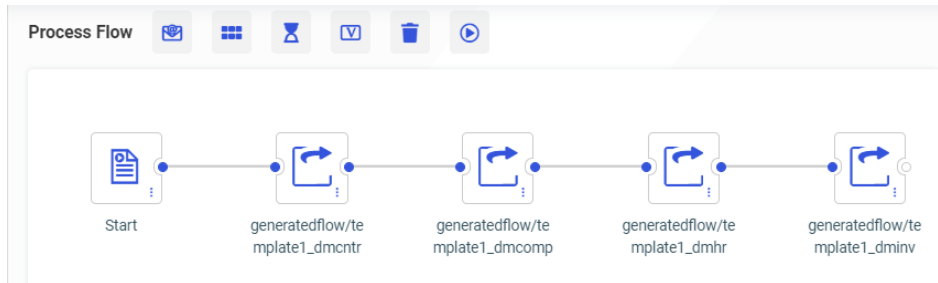 Process Flow
V
Start
generatedflow/te
mplate1_dmcntr
generatedflow/te
mplate1_dmcomp
generatedflow/te
mplate1_dmhr
generatedflow/te
mplate1_dminv